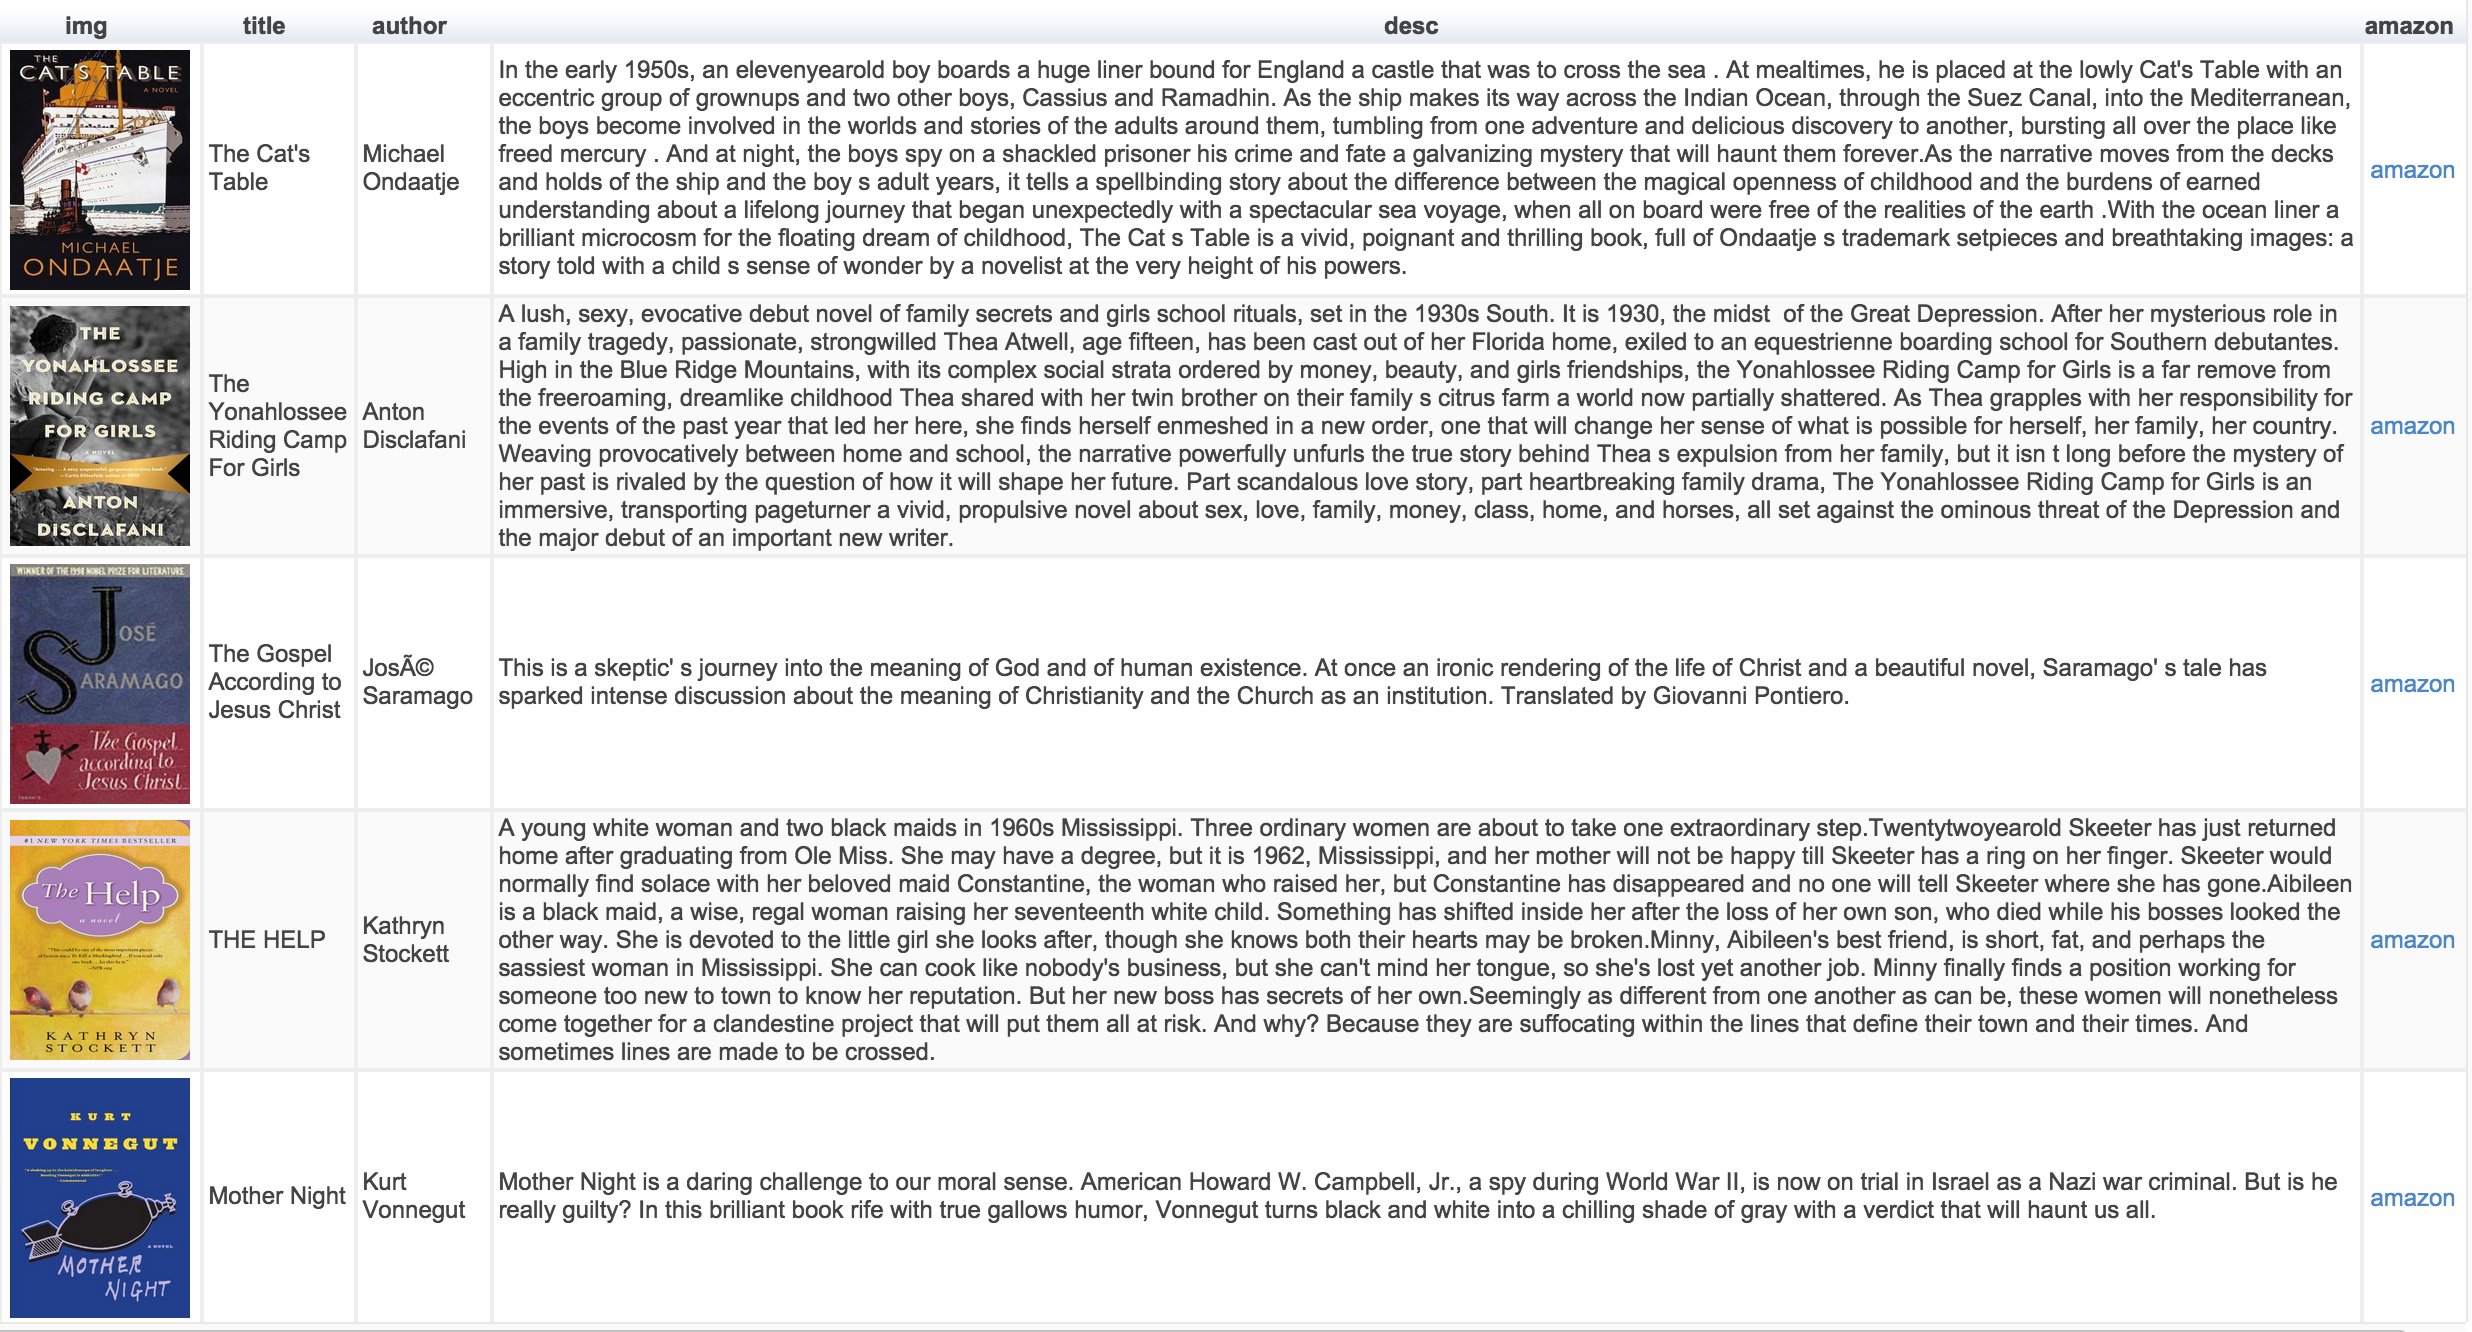 img title author desc amazon
THE
CAT'S TABLE
A NOVEL
MICHAEL
ONDAATJE
The Cat's
Table
Michael
Ondaatje
In the early 1950s, an elevenyearold boy boards a huge liner bound for England a castle that was to cross the sea . At mealtimes, he is placed at the lowly Cat's Table with an
eccentric group of grownups and two other boys, Cassius and Ramadhin. As the ship makes its way across the Indian Ocean, through the Suez Canal, into the Mediterranean,
the boys become involved in the worlds and stories of the adults around them, tumbling from one adventure and delicious discovery to another, bursting all over the place like
freed mercury . And at night, the boys spy on a shackled prisoner his crime and fate a galvanizing mystery that will haunt them forever.As the narrative moves from the decks
and holds of the ship and the boy s adult years, it tells a spellbinding story about the difference between the magical openness of childhood and the burdens of earned
understanding about a lifelong journey that began unexpectedly with a spectacular sea voyage, when all on board were free of the realities of the earth .With the ocean liner a
brilliant microcosm for the floating dream of childhood, The Cat s Table is a vivid, poignant and thrilling book, full of Ondaatje s trademark setpieces and breathtaking images: a
story told with a child s sense of wonder by a novelist at the very height of his powers.
amazon
THE
YONAHLOSSEE
RIDING CAMP
FOR GIRLS
A NOVEL
ANTON
DISCLAFANI
The
Yonahlossee
Riding Camp
For Girls
Anton
Disclafani
A lush, sexy, evocative debut novel of family secrets and girls school rituals, set in the 1930s South. It is 1930, the midst  of the Great Depression. After her mysterious role in
a family tragedy, passionate, strongwilled Thea Atwell, age fifteen, has been cast out of her Florida home, exiled to an equestrienne boarding school for Southern debutantes.
High in the Blue Ridge Mountains, with its complex social strata ordered by money, beauty, and girls friendships, the Yonahlossee Riding Camp for Girls is a far remove from
the freeroaming, dreamlike childhood Thea shared with her twin brother on their family s citrus farm a world now partially shattered. As Thea grapples with her responsibility for
the events of the past year that led her here, she finds herself enmeshed in a new order, one that will change her sense of what is possible for herself, her family, her country.
Weaving provocatively between home and school, the narrative powerfully unfurls the true story behind Thea s expulsion from her family, but it isn t long before the mystery of
her past is rivaled by the question of how it will shape her future. Part scandalous love story, part heartbreaking family drama, The Yonahlossee Riding Camp for Girls is an
immersive, transporting pageturner a vivid, propulsive novel about sex, love, family, money, class, home, and horses, all set against the ominous threat of the Depression and
the major debut of an important new writer.
amazon
WINNER OF THE 1998 NOBEL PRIZE FOR LITERATURE
JOSÉ
SARAMAGO
The Gospel
according to
Jesus Christ
The Gospel
According to
Jesus Christ
JosÃ©
Saramago
This is a skeptic' s journey into the meaning of God and of human existence. At once an ironic rendering of the life of Christ and a beautiful novel, Saramago' s tale has
sparked intense discussion about the meaning of Christianity and the Church as an institution. Translated by Giovanni Pontiero.
amazon
#1 NEW YORK TIMES BESTSELLER
The Help
a novel
KATHRYN
STOCKETT
THE HELP
Kathryn
Stockett
A young white woman and two black maids in 1960s Mississippi. Three ordinary women are about to take one extraordinary step.Twentytwoyearold Skeeter has just returned
home after graduating from Ole Miss. She may have a degree, but it is 1962, Mississippi, and her mother will not be happy till Skeeter has a ring on her finger. Skeeter would
normally find solace with her beloved maid Constantine, the woman who raised her, but Constantine has disappeared and no one will tell Skeeter where she has gone.Aibileen
is a black maid, a wise, regal woman raising her seventeenth white child. Something has shifted inside her after the loss of her own son, who died while his bosses looked the
other way. She is devoted to the little girl she looks after, though she knows both their hearts may be broken.Minny, Aibileen's best friend, is short, fat, and perhaps the
sassiest woman in Mississippi. She can cook like nobody's business, but she can't mind her tongue, so she's lost yet another job. Minny finally finds a position working for
someone too new to town to know her reputation. But her new boss has secrets of her own.Seemingly as different from one another as can be, these women will nonetheless
come together for a clandestine project that will put them all at risk. And why? Because they are suffocating within the lines that define their town and their times. And
sometimes lines are made to be crossed.
amazon
KURT
VONNEGUT
A NOVEL
MOTHER
NIGHT
Mother Night
Kurt
Vonnegut
Mother Night is a daring challenge to our moral sense. American Howard W. Campbell, Jr., a spy during World War II, is now on trial in Israel as a Nazi war criminal. But is he
really guilty? In this brilliant book rife with true gallows humor, Vonnegut turns black and white into a chilling shade of gray with a verdict that will haunt us all.
amazon